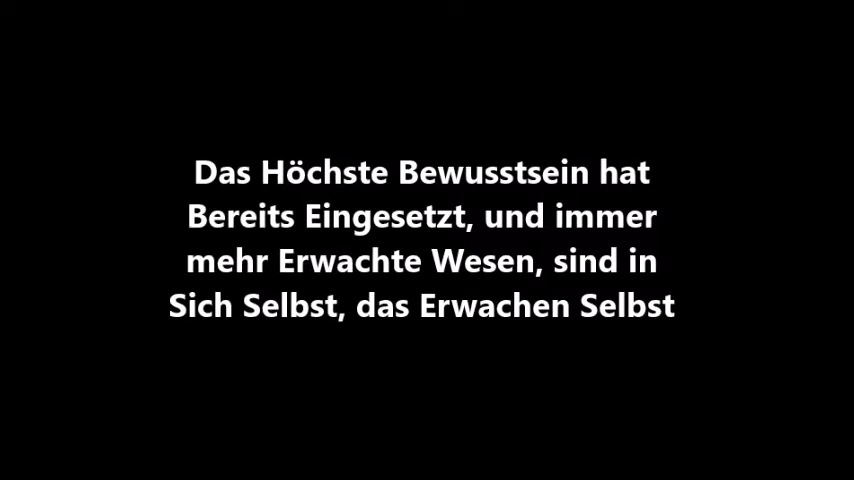 Das Höchste Bewusstsein hat
Bereits Eingesetzt, und immer
mehr Erwachte Wesen, sind in
Sich Selbst, das Erwachen Selbst